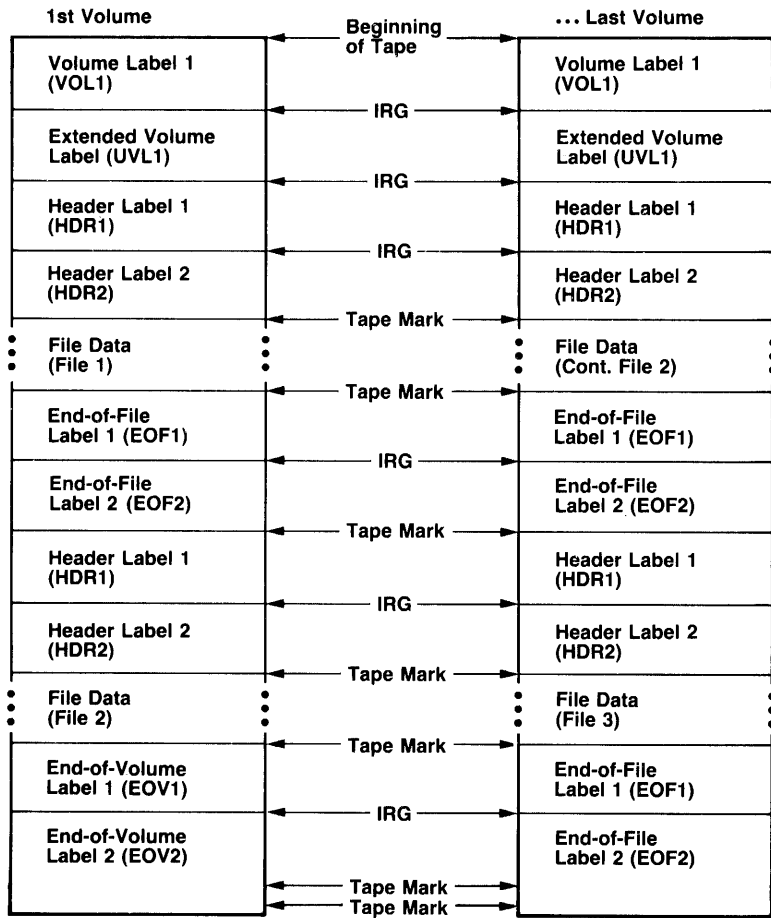 1st Volume
Volume Label 1
(VOL1)
Extended Volume
Label (UVL1)
Header Label 1
(HDR1)
Header Label 2
(HDR2)
File Data
(File 1)
End-of-File
Label 1 (EOF1)
End-of-File
Label 2 (EOF2)
Header Label 1
(HDR1)
Header Label 2
(HDR2)
File Data
(File 2)
End-of-Volume
Label 1 (EOV1)
End-of-Volume
Label 2 (EOV2)
Beginning
of Tape
IRG
IRG
IRG
Tape Mark
Tape Mark
IRG
Tape Mark
IRG
Tape Mark
Tape Mark
IRG
Tape Mark
Tape Mark
... Last Volume
Volume Label 1
(VOL1)
Extended Volume
Label (UVL1)
Header Label 1
(HDR1)
Header Label 2
(HDR2)
File Data
(Cont. File 2)
End-of-File
Label 1 (EOF1)
End-of-File
Label 2 (EOF2)
Header Label 1
(HDR1)
Header Label 2
(HDR2)
File Data
(File 3)
End-of-File
Label 1 (EOF1)
End-of-File
Label 2 (EOF2)